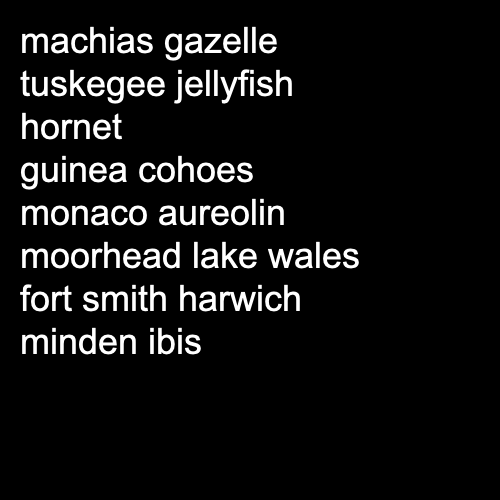 machias gazelle
tuskegee jellyfish
hornet
guinea cohoes
monaco aureolin
moorhead lake wales
fort smith harwich
minden ibis